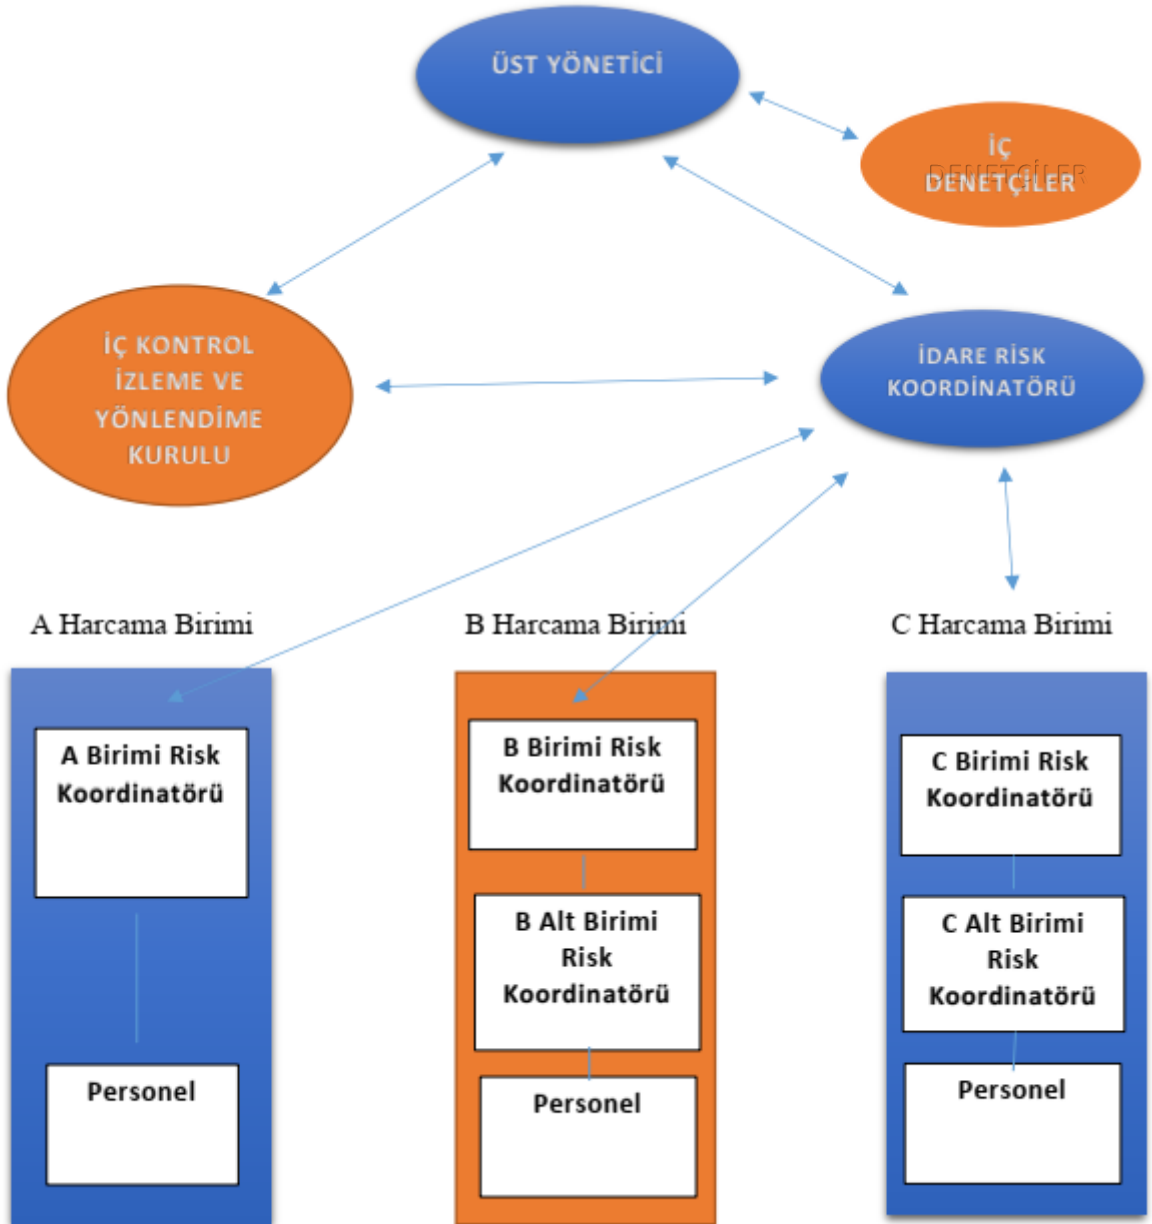 ÜST YÖNETİCİ
İÇ
DENETÇİLER
İÇ KONTROL
İZLEME VE
YÖNLENDİME
KURULU
İDARE RİSK
KOORDİNATÖRÜ
A Harcama Birimi
B Harcama Birimi
C Harcama Birimi
A Birimi Risk
Koordinatörü
Personel
B Birimi Risk
Koordinatörü
B Alt Birimi
Risk
Koordinatörü
Personel
C Birimi Risk
Koordinatörü
C Alt Birimi
Risk
Koordinatörü
Personel